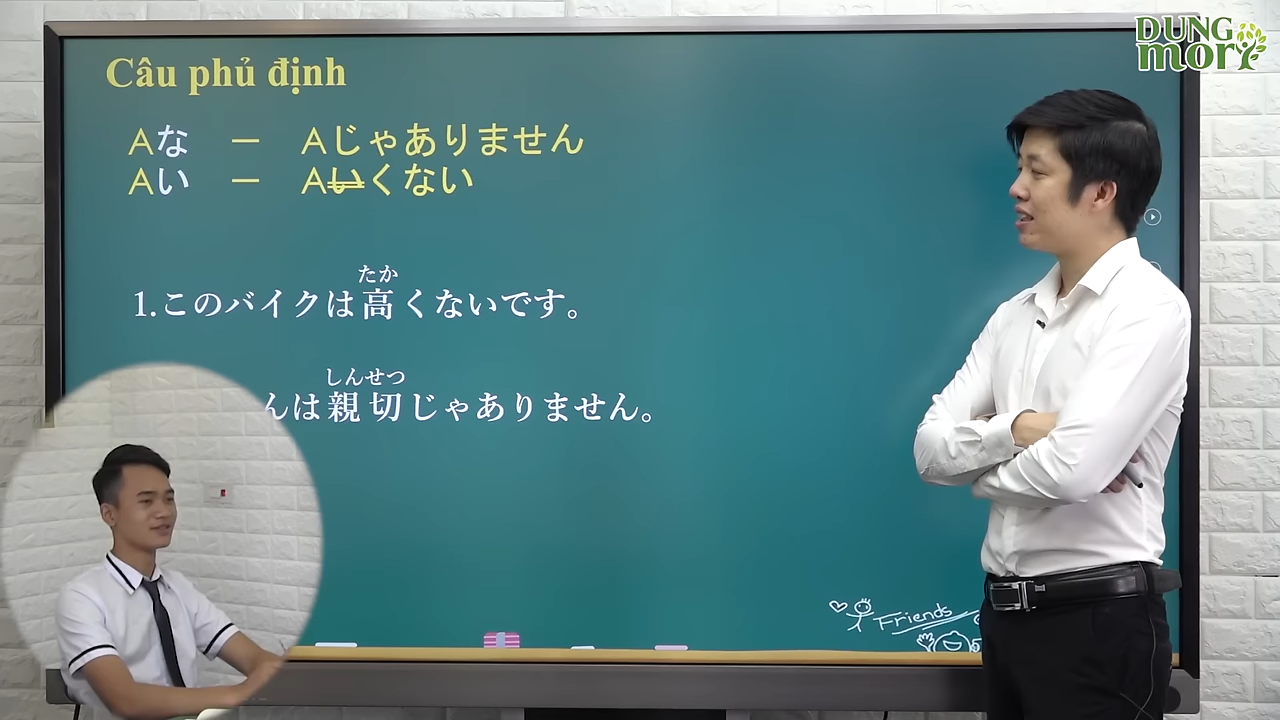 DUNG
mori
Câu phủ định
Aな ー Aじゃありません
Aい ー Aいくない
たか
1.このバイクは高くないです。
しんせつ
んは親切じゃありません。
Friends